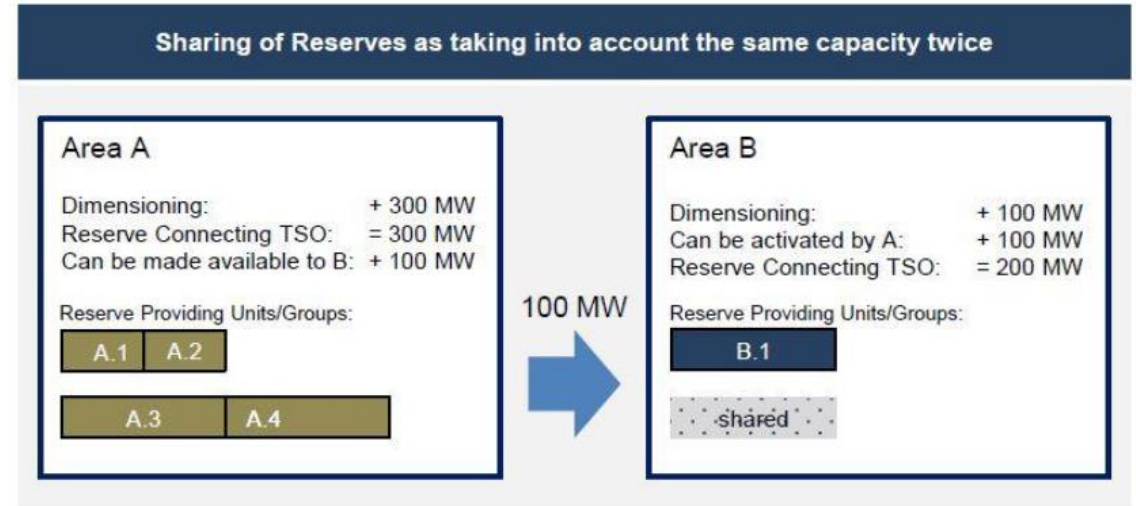 Sharing of Reserves as taking into account the same capacity twice
Area A
Dimensioning: + 300 MW
Reserve Connecting TSO: = 300 MW
Can be made available to B: + 100 MW
Reserve Providing Units/Groups:
A.1 A.2
A.3 A.4
100 MW
Area B
Dimensioning: + 100 MW
Can be activated by A: + 100 MW
Reserve Connecting TSO: = 200 MW
Reserve Providing Units/Groups:
B.1
shared